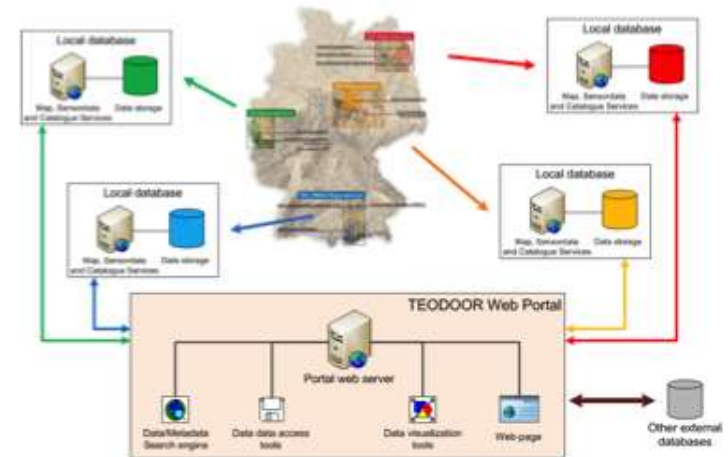 Local database
Map, Sensordata
and Catalogue Services
Data storage
Local database
Map, Sensordata
and Catalogue Services
Data storage
Local database
Map, Sensordata
and Catalogue Services
Data storage
Local database
Map, Sensordata
and Catalogue Services
Data storage
TEODOOR Web Portal
Portal web server
Data/Metadata
Search engine
Data data access
tools
Data visualization
tools
Web-page
Other external
databases